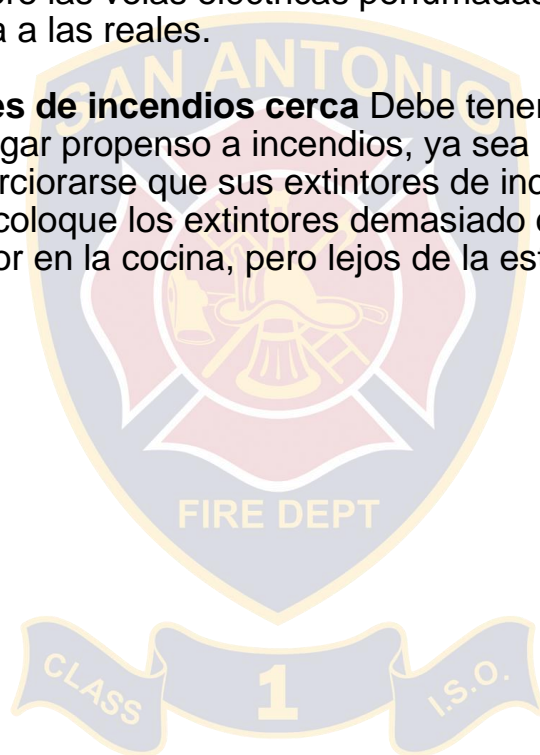 las velas eléctricas perfumadas
a a las reales.
es de incendios cerca Debe tener
gar propenso a incendios, ya sea
rciorarse que sus extintores de inc
coloque los extintores demasiado
or en la cocina, pero lejos de la est
SAN ANTONIO
FIRE DEPT
CLASS
1
I.S.O.